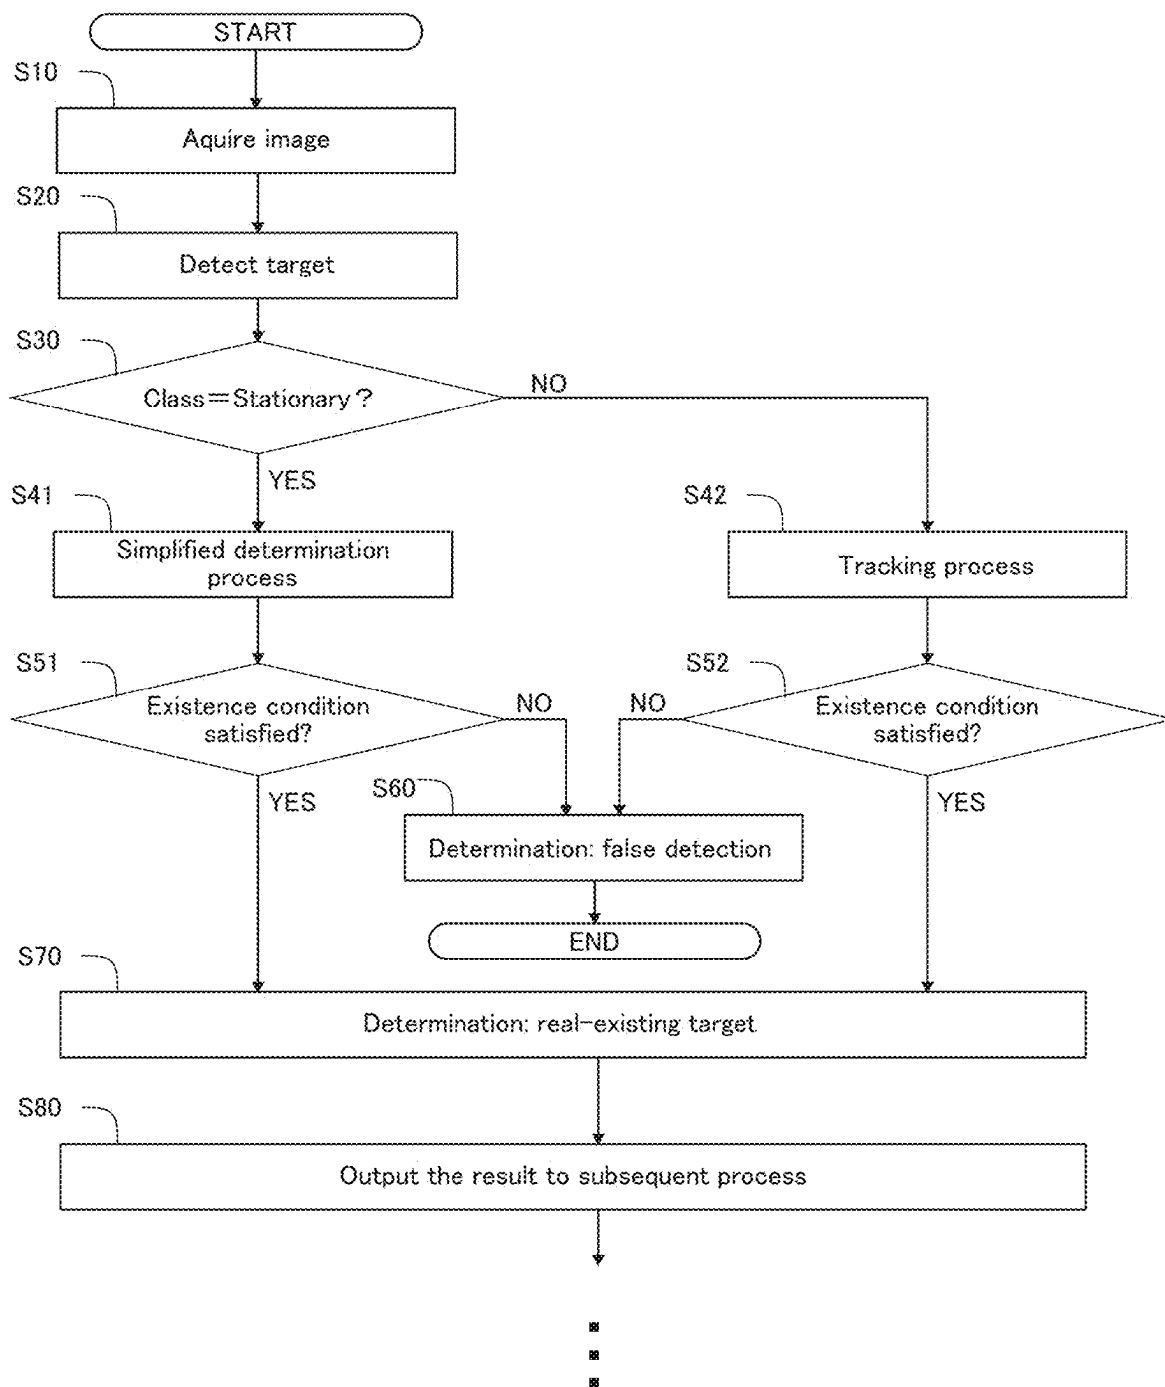 START
S10
Aquire image
S20
Detect target
S30
Class=Stationary?
NO
YES
S41
Simplified determination
process
S42
Tracking process
S51
Existence condition
satisfied?
NO
YES
S52
Existence condition
satisfied?
NO
YES
S60
Determination: false detection
END
S70
Determination: real-existing target
S80
Output the result to subsequent process